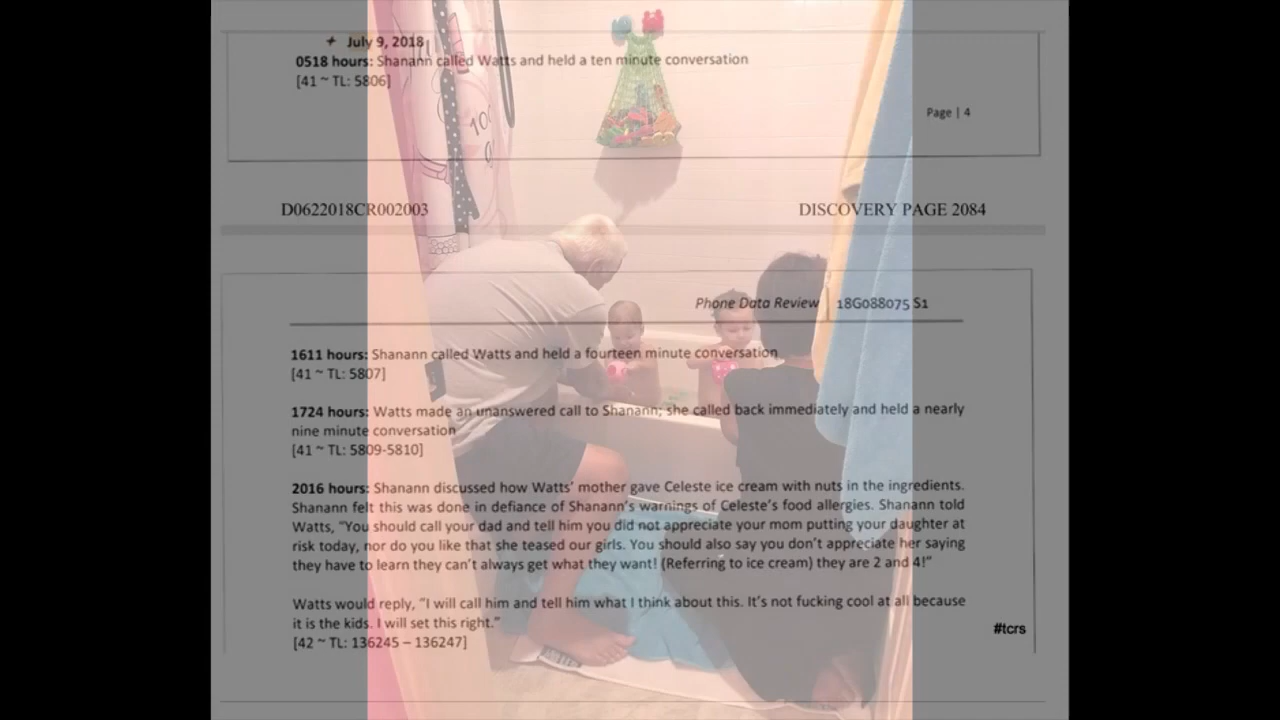 July 9, 2018
0518 hours: Shanann called Watts and held a ten minute conversation
[41 ~ TL: 5806]
Page | 4
D0622018CR002003 DISCOVERY PAGE 2084
Phone Data Review 18G088075 S1
1611 hours: Shanann called Watts and held a fourteen minute conversation
[41 ~ TL: 5807]
1724 hours: Watts made an unanswered call to Shanann; she called back immediately and held a nearly
nine minute conversation
[41 ~ TL: 5809-5810]
2016 hours: Shanann discussed how Watts' mother gave Celeste ice cream with nuts in the ingredients.
Shanann felt this was done in defiance of Shanann's warnings of Celeste's food allergies. Shanann told
Watts, "You should call your dad and tell him you did not appreciate your mom putting your daughter at
risk today, nor do you like that she teased our girls. You should also say you don't appreciate her saying
they have to learn they can't always get what they want! (Referring to ice cream) they are 2 and 4!"
Watts would reply, "I will call him and tell him what I think about this. It's not fucking cool at all because
it is the kids. I will set this right."
#tcrs
[42 ~ TL: 136245 – 136247]